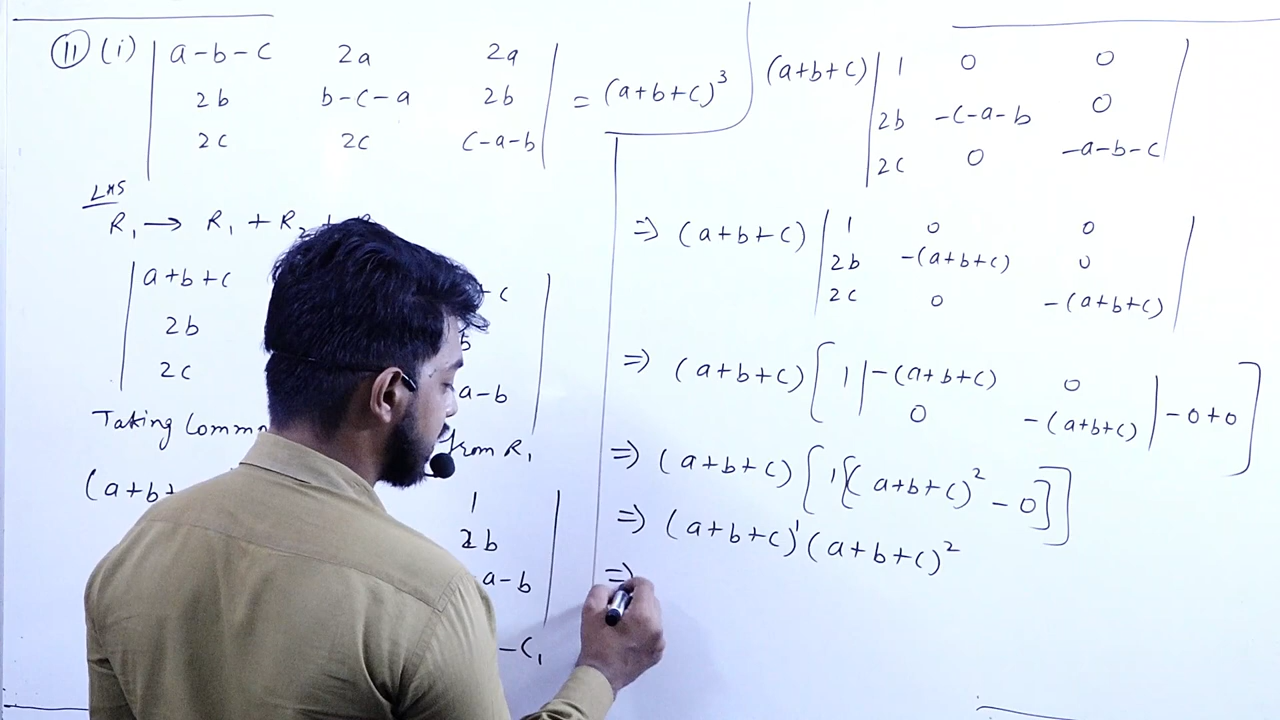 (11) (i) | a-b-c 2a 2a |
| 2b b-c-a 2b | = (a+b+c)³
| 2c 2c c-a-b |
LHS
R₁ → R₁ + R₂ +
| a+b+c + c |
| 2b b |
| 2c a-b |
Taking from R₁
(a+b+ 1 |
2b |
a-b |
-C₁
(a+b+c) | 1 0 0 |
| 2b -c-a-b 0 |
| 2c 0 -a-b-c |
⇒ (a+b+c) | 1 0 0 |
| 2b -(a+b+c) 0 |
| 2c 0 -(a+b+c) |
⇒ (a+b+c) [ 1 | -(a+b+c) 0 |
| 0 -(a+b+c) | - 0 + 0 ]
⇒ (a+b+c) [ 1[(a+b+c)² - 0] ]
⇒ (a+b+c)¹ (a+b+c)²
⇒